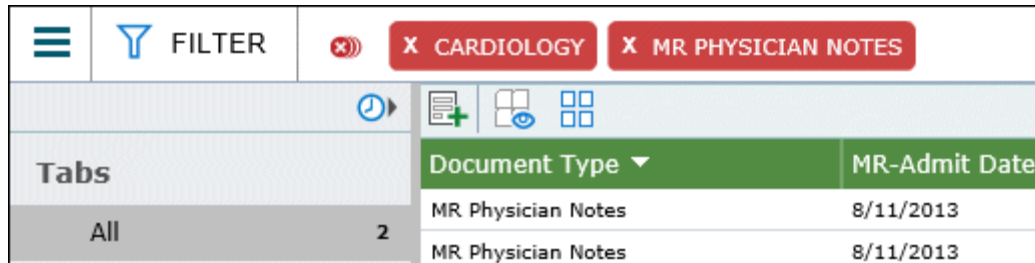 FILTER X CARDIOLOGY X MR PHYSICIAN NOTES
Tabs
All 2
Document Type MR-Admit Date
MR Physician Notes 8/11/2013
MR Physician Notes 8/11/2013